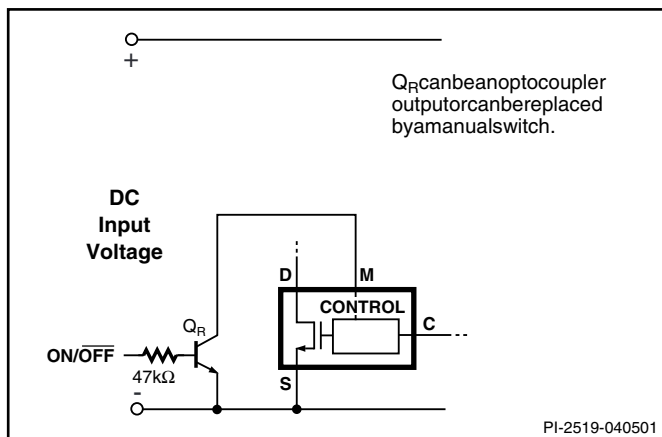 +
QRcanbeanoptocoupler
outputorcanbereplaced
byamanualswitch.
DC
Input
Voltage
D
M
CONTROL
C
QR
ON/OFF
47kΩ
S
-
PI-2519-040501